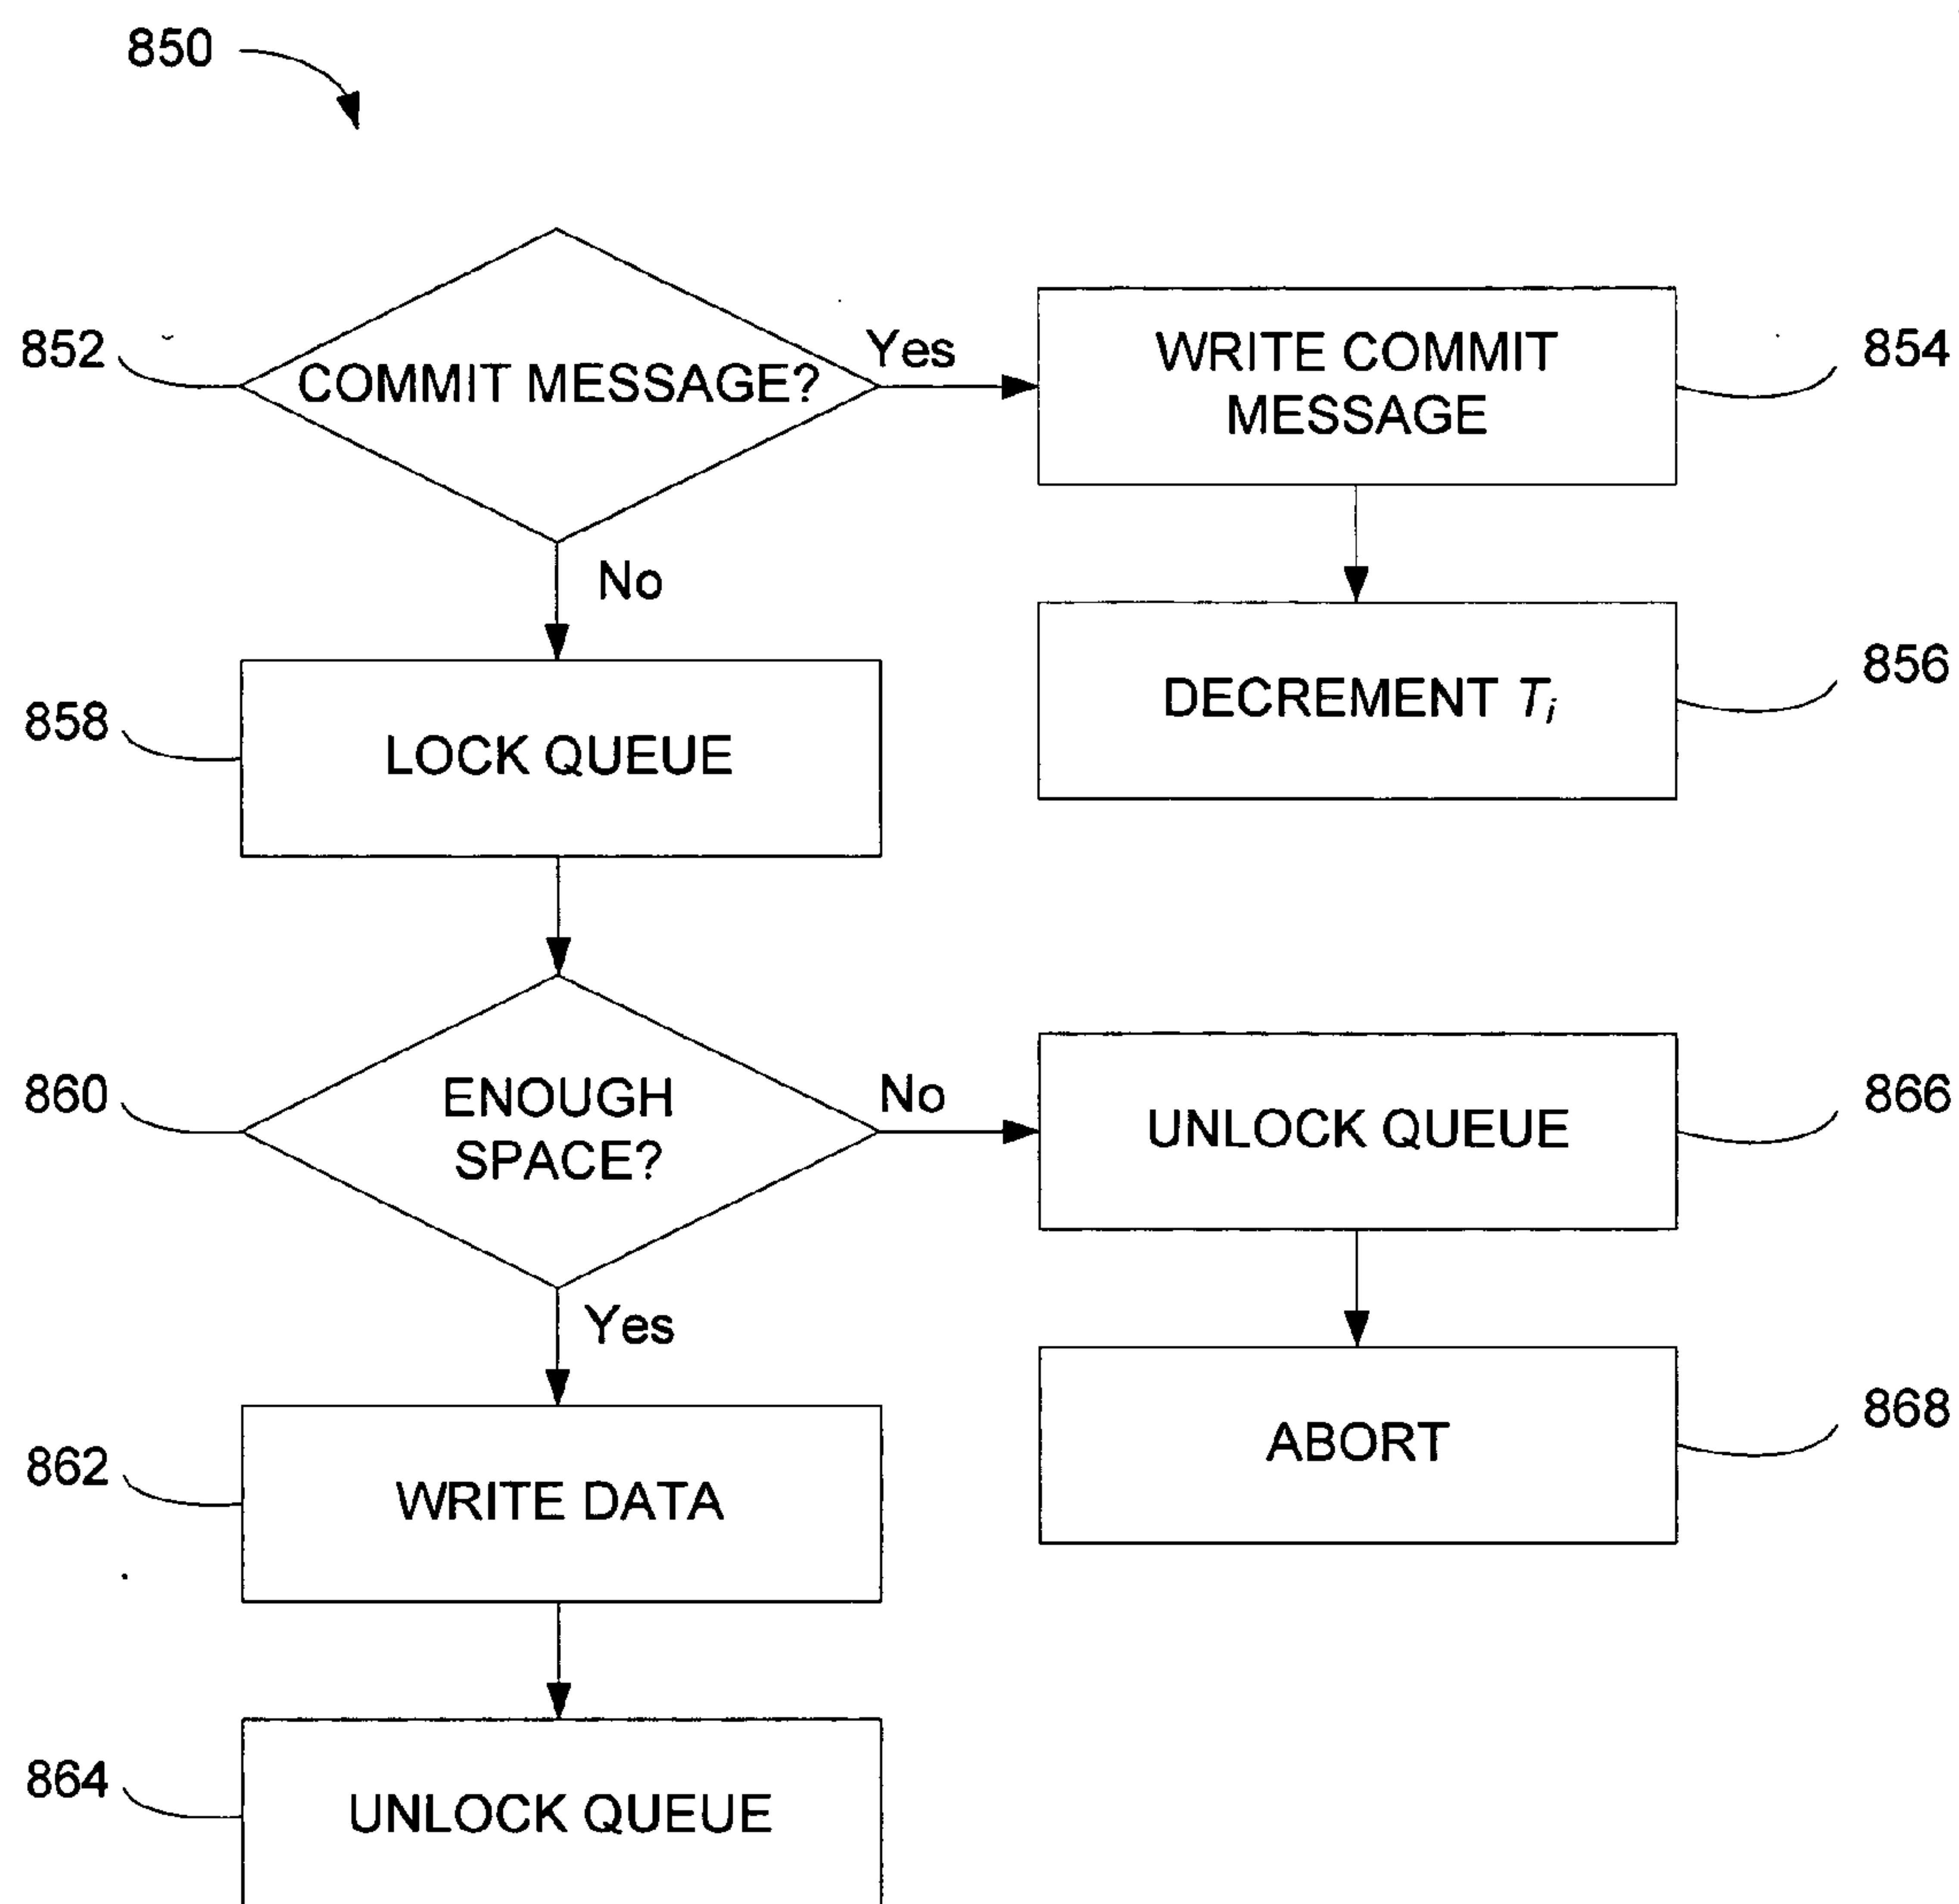 850
852
COMMIT MESSAGE?
Yes
WRITE COMMIT
MESSAGE
854
No
DECREMENT Ti
856
858
LOCK QUEUE
860
ENOUGH
SPACE?
No
UNLOCK QUEUE
866
Yes
ABORT
868
862
WRITE DATA
864
UNLOCK QUEUE